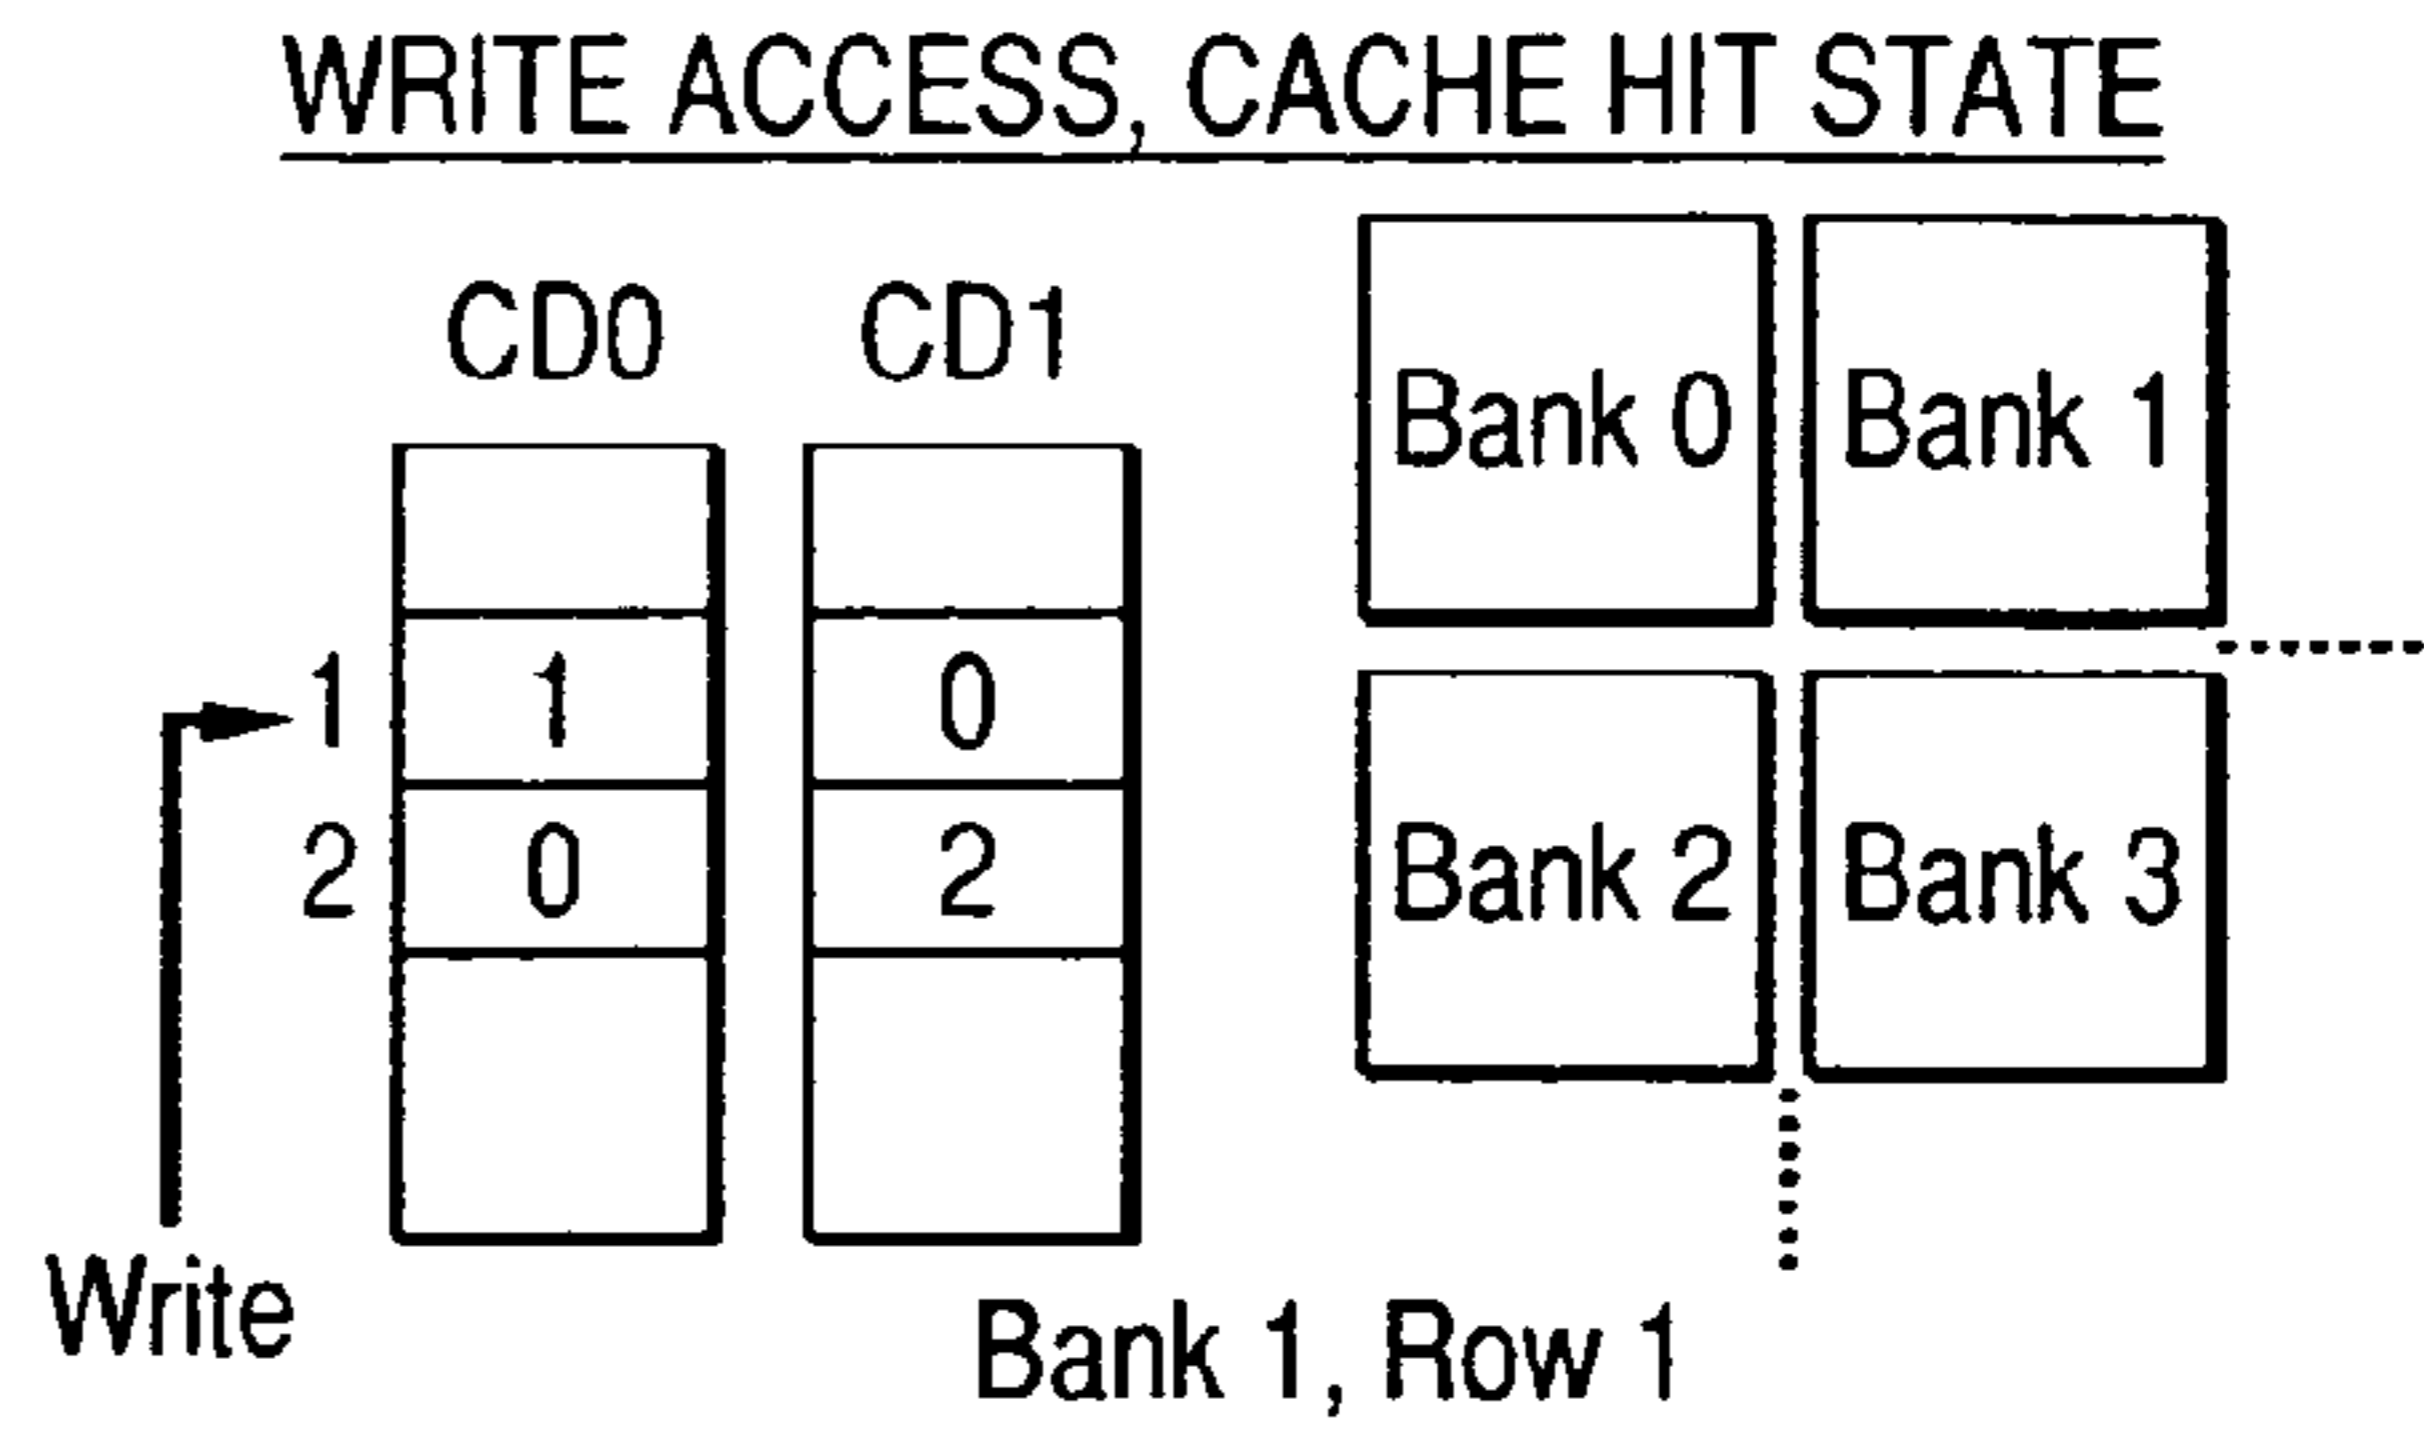 WRITE ACCESS, CACHE HIT STATE
CD0 CD1
Bank 0 Bank 1
1 1 0
2 0 2
Bank 2 Bank 3
Write
Bank 1, Row 1